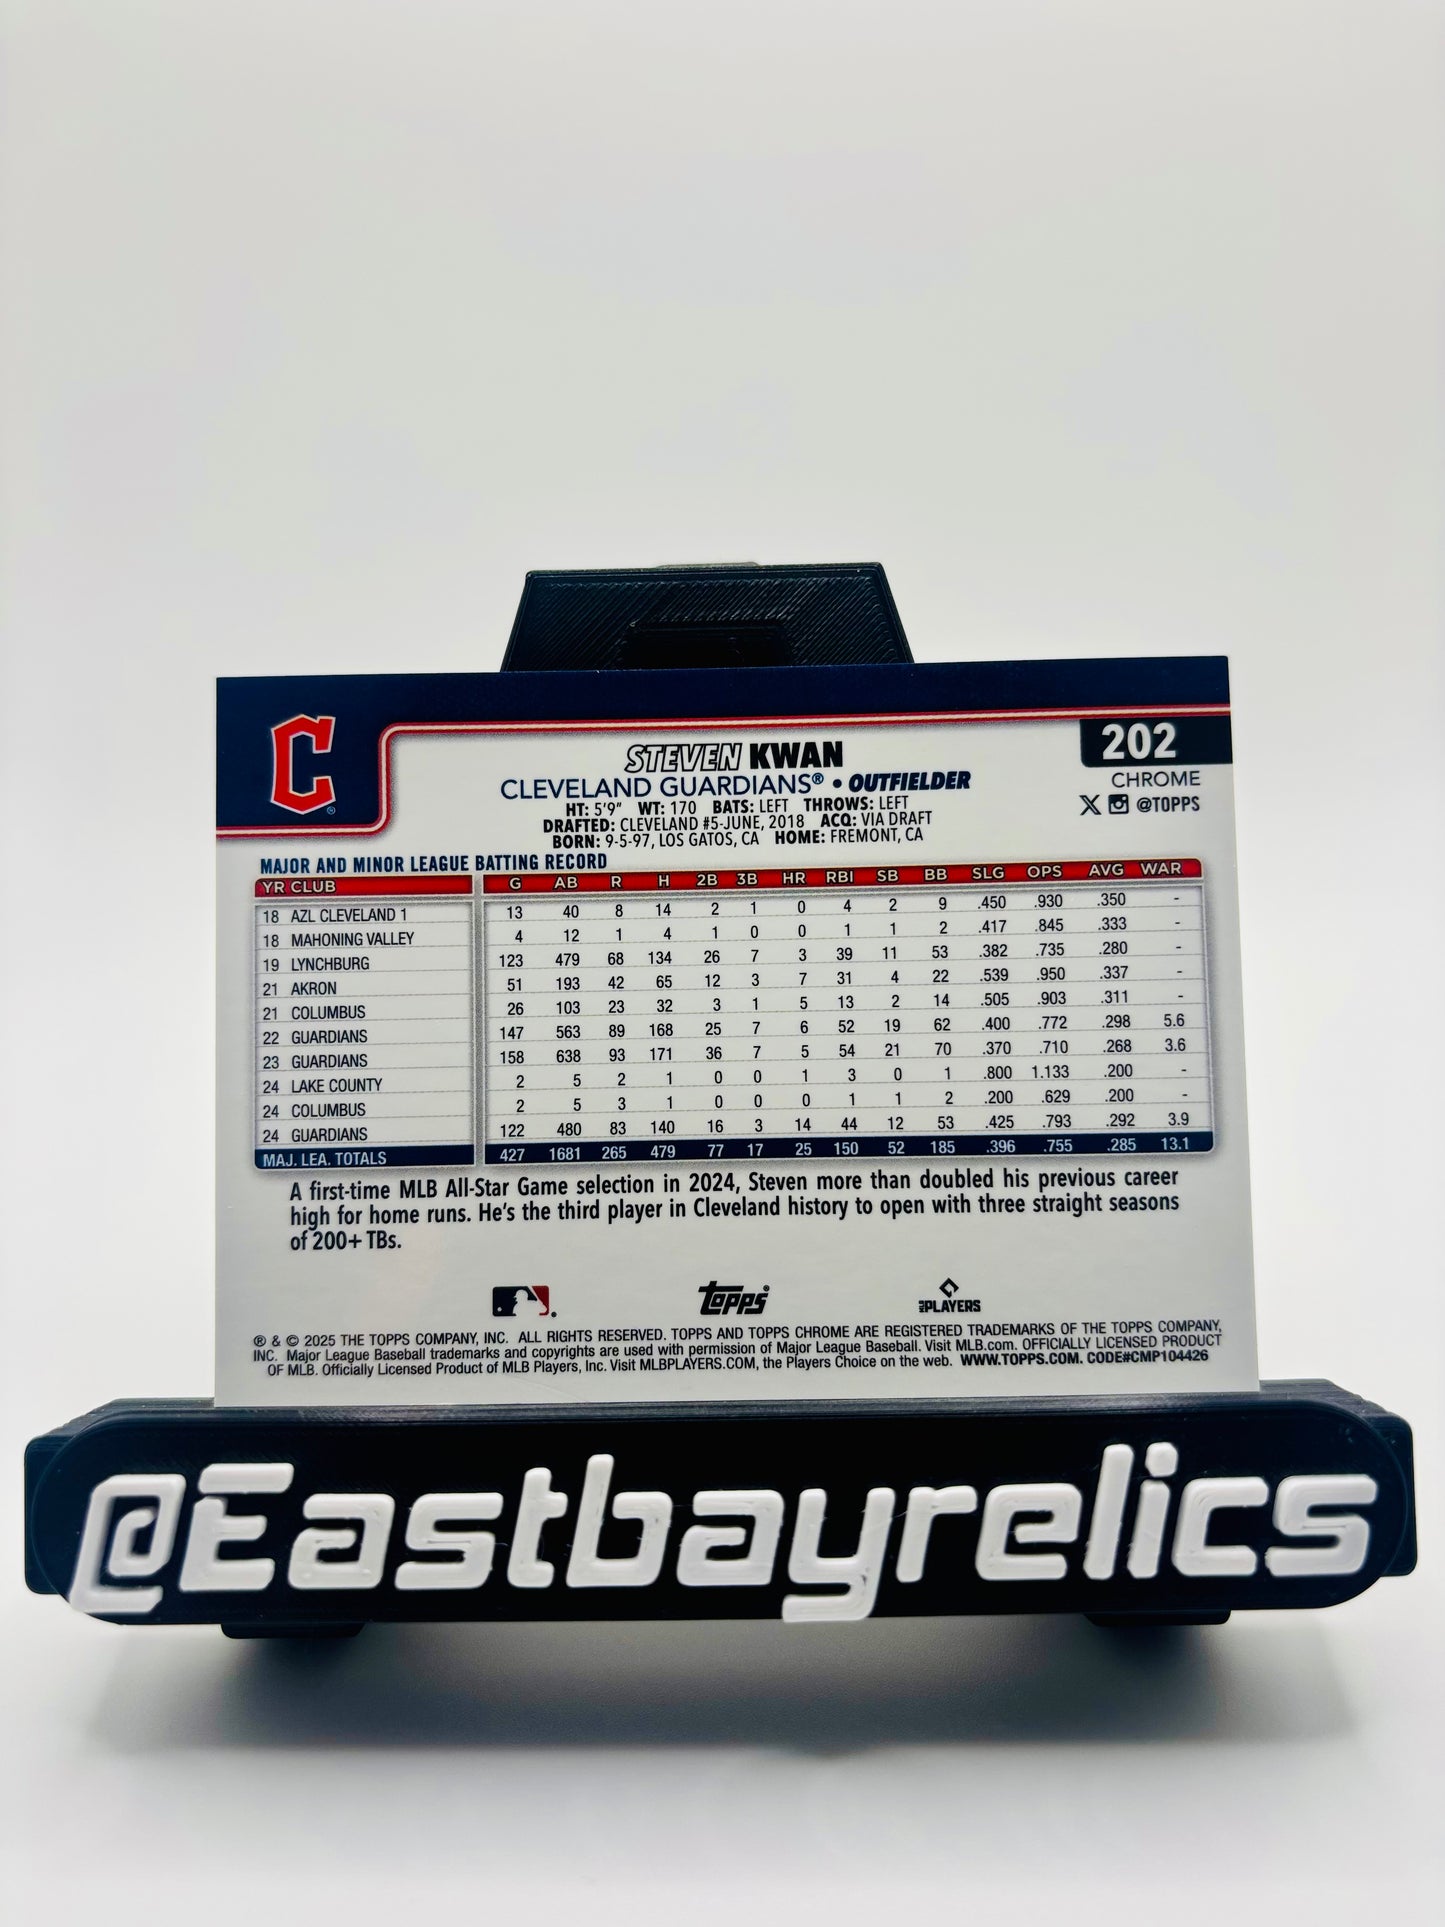 C
202
STEVEN KWAN
CLEVELAND GUARDIANS® • OUTFIELDER
CHROME
HT: 5'9" WT: 170 BATS: LEFT THROWS: LEFT
@TOPPS
DRAFTED: CLEVELAND #5-JUNE, 2018 ACQ: VIA DRAFT
BORN: 9-5-97, LOS GATOS, CA HOME: FREMONT, CA
MAJOR AND MINOR LEAGUE BATTING RECORD
YR CLUB G AB R H 2B 3B HR RBI SB BB SLG OPS AVG WAR
18 AZL CLEVELAND 1 13 40 8 14 2 1 0 4 2 9 .450 .930 .350 -
18 MAHONING VALLEY 4 12 1 4 1 0 0 1 1 2 .417 .845 .333 -
19 LYNCHBURG 123 479 68 134 26 7 3 39 11 53 .382 .735 .280 -
21 AKRON 51 193 42 65 12 3 7 31 4 22 .539 .950 .337 -
21 COLUMBUS 26 103 23 32 3 1 5 13 2 14 .505 .903 .311 -
22 GUARDIANS 147 563 89 168 25 7 6 52 19 62 .400 .772 .298 5.6
23 GUARDIANS 158 638 93 171 36 7 5 54 21 70 .370 .710 .268 3.6
24 LAKE COUNTY 2 5 2 1 0 0 1 3 0 1 .800 1.133 .200 -
24 COLUMBUS 2 5 3 1 0 0 0 1 1 2 .200 .629 .200 -
24 GUARDIANS 122 480 83 140 16 3 14 44 12 53 .425 .793 .292 3.9
MAJ. LEA. TOTALS 427 1681 265 479 77 17 25 150 52 185 .396 .755 .285 13.1
A first-time MLB All-Star Game selection in 2024, Steven more than doubled his previous career
high for home runs. He's the third player in Cleveland history to open with three straight seasons
of 200+ TBs.
Topps®
MLB PLAYERS
® & © 2025 THE TOPPS COMPANY, INC. ALL RIGHTS RESERVED. TOPPS AND TOPPS CHROME ARE REGISTERED TRADEMARKS OF THE TOPPS COMPANY,
INC. Major League Baseball trademarks and copyrights are used with permission of Major League Baseball. Visit MLB.com. OFFICIALLY LICENSED PRODUCT
OF MLB. Officially Licensed Product of MLB Players, Inc. Visit MLBPLAYERS.COM, the Players Choice on the web. WWW.TOPPS.COM. CODE#CMP104426
@Eastbayrelics